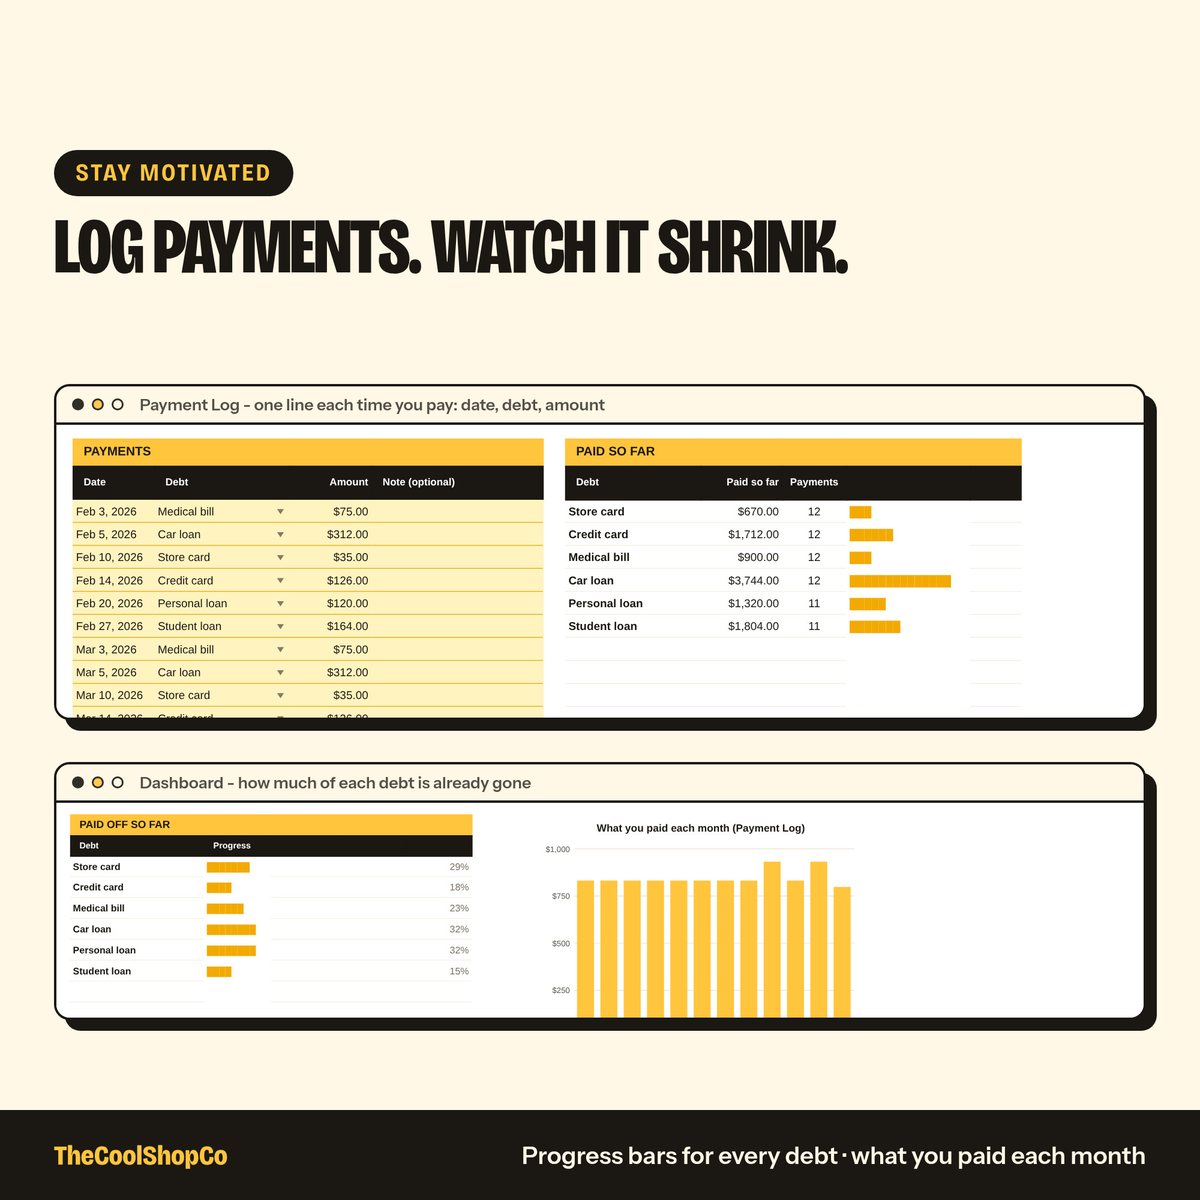 STAY MOTIVATED
LOG PAYMENTS. WATCH IT SHRINK.
Payment Log - one line each time you pay: date, debt, amount
PAYMENTS
Date Debt Amount Note (optional)
Feb 3, 2026 Medical bill $75.00
Feb 5, 2026 Car loan $312.00
Feb 10, 2026 Store card $35.00
Feb 14, 2026 Credit card $126.00
Feb 20, 2026 Personal loan $120.00
Feb 27, 2026 Student loan $164.00
Mar 3, 2026 Medical bill $75.00
Mar 5, 2026 Car loan $312.00
Mar 10, 2026 Store card $35.00
Mar 14, 2026 Credit card $126.00
PAID SO FAR
Debt Paid so far Payments
Store card $670.00 12
Credit card $1,712.00 12
Medical bill $900.00 12
Car loan $3,744.00 12
Personal loan $1,320.00 11
Student loan $1,804.00 11
Dashboard - how much of each debt is already gone
PAID OFF SO FAR
Debt Progress
Store card 29%
Credit card 18%
Medical bill 23%
Car loan 32%
Personal loan 32%
Student loan 15%
What you paid each month (Payment Log)
$1,000
$750
$500
$250
TheCoolShopCo
Progress bars for every debt · what you paid each month